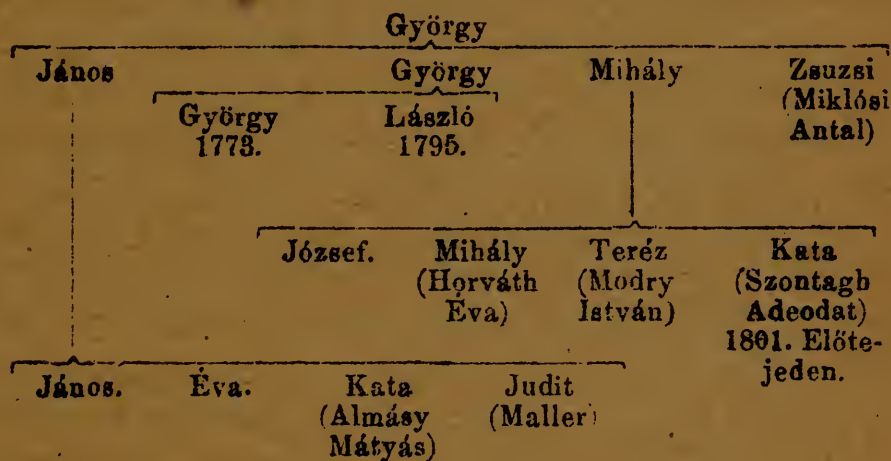 György
János György Mihály Zsuzsi
(Miklósi
Antal)
György László
1773. 1795.
József. Mihály Teréz Kata
(Horváth (Modry (Szontagh
Éva) István) Adeodat)
1801. Előte-
jeden.
János. Éva. Kata Judit
(Almásy (Maller)
Mátyás)